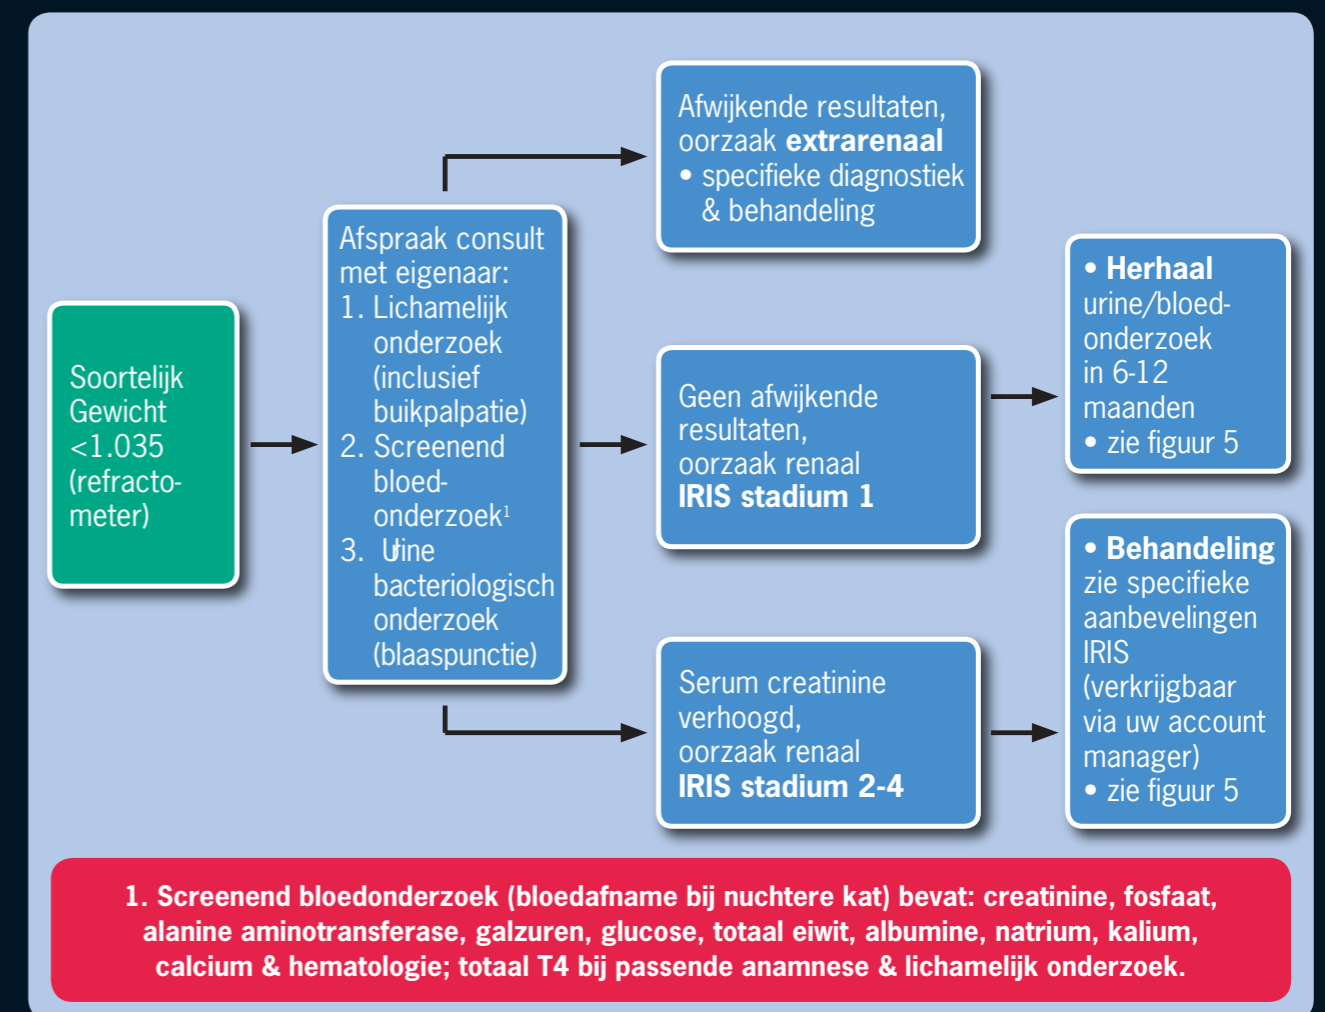 Soortelijk
Gewicht
<1.035
(refracto-
meter)
Afspraak consult
met eigenaar:
1. Lichamelijk
onderzoek
(inclusief
buikpalpatie)
2. Screenend
bloed-
onderzoek¹
3. Urine
bacteriologisch
onderzoek
(blaaspunctie)
Afwijkende resultaten,
oorzaak extrarenaal
• specifieke diagnostiek
& behandeling
Geen afwijkende
resultaten,
oorzaak renaal
IRIS stadium 1
Serum creatinine
verhoogd,
oorzaak renaal
IRIS stadium 2-4
• Herhaal
urine/bloed-
onderzoek
in 6-12
maanden
• zie figuur 5
• Behandeling
zie specifieke
aanbevelingen
IRIS
(verkrijgbaar
via uw account
manager)
• zie figuur 5
1. Screenend bloedonderzoek (bloedafname bij nuchtere kat) bevat: creatinine, fosfaat,
alanine aminotransferase, galzuren, glucose, totaal eiwit, albumine, natrium, kalium,
calcium & hematologie; totaal T4 bij passende anamnese & lichamelijk onderzoek.